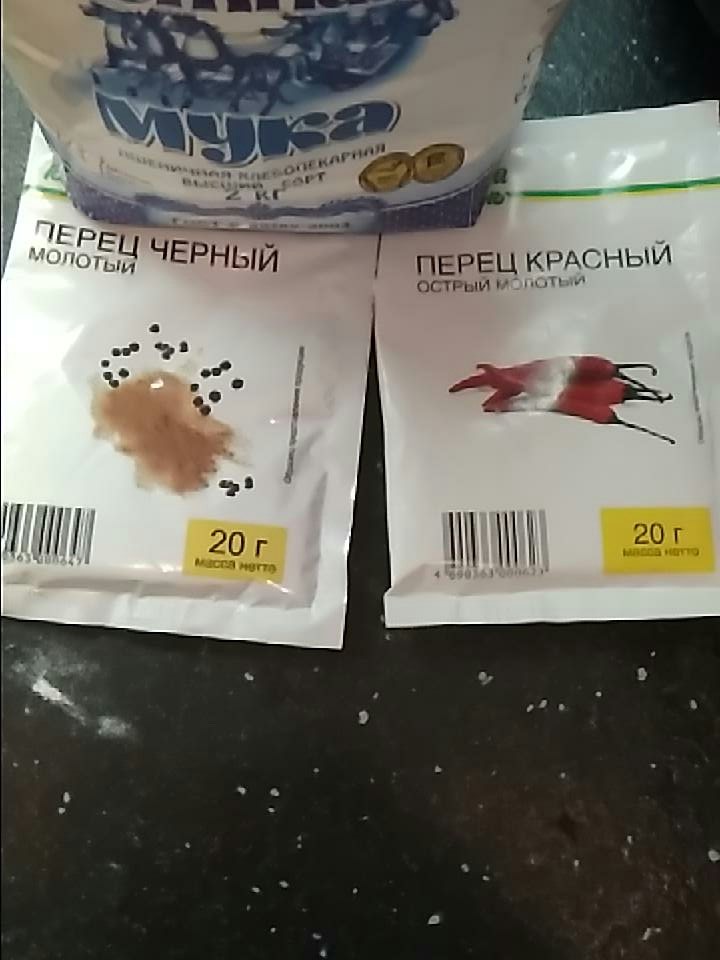 Мука
ПШЕНИЧНАЯ ХЛЕБОПЕКАРНАЯ
ВЫСШИЙ СОРТ
2 КГ
ПЕРЕЦ ЧЕРНЫЙ
МОЛОТЫЙ
20 г
масса нетто
ПЕРЕЦ КРАСНЫЙ
ОСТРЫЙ МОЛОТЫЙ
20 г
масса нетто